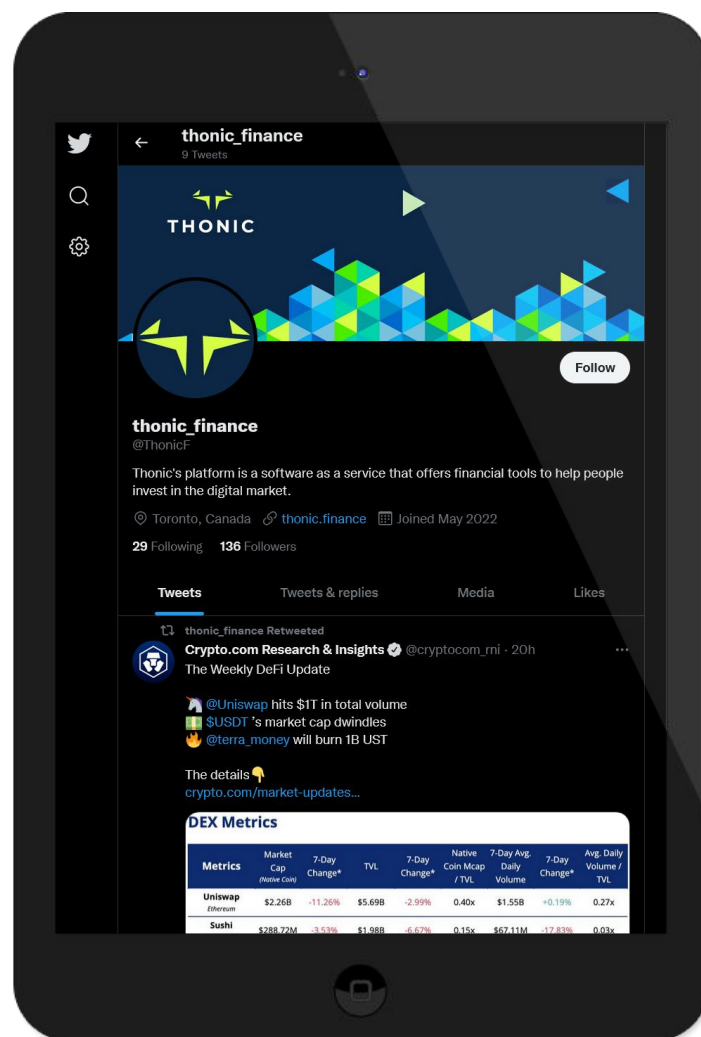 thonic_finance
9 Tweets
THONIC
Follow
thonic_finance
@ThonicF
Thonic's platform is a software as a service that offers financial tools to help people
invest in the digital market.
Toronto, Canada thonic.finance Joined May 2022
29 Following 136 Followers
Tweets Tweets & replies Media Likes
thonic_finance Retweeted
Crypto.com Research & Insights @cryptocom_rni · 20h
The Weekly DeFi Update
🦄 @Uniswap hits $1T in total volume
💵 $USDT 's market cap dwindles
🔥 @terra_money will burn 1B UST
The details👇
crypto.com/market-updates...
DEX Metrics
Metrics Market Cap (Native Coin) 7-Day Change* TVL 7-Day Change* Native Coin Mcap / TVL 7-Day Avg. Daily Volume 7-Day Change* Avg. Daily Volume / TVL
Uniswap Ethereum $2.26B -11.26% $5.69B -2.99% 0.40x $1.55B +0.19% 0.27x
Sushi $288.72M -3.53% $1.98B -6.67% 0.15x $67.11M -17.83% 0.03x